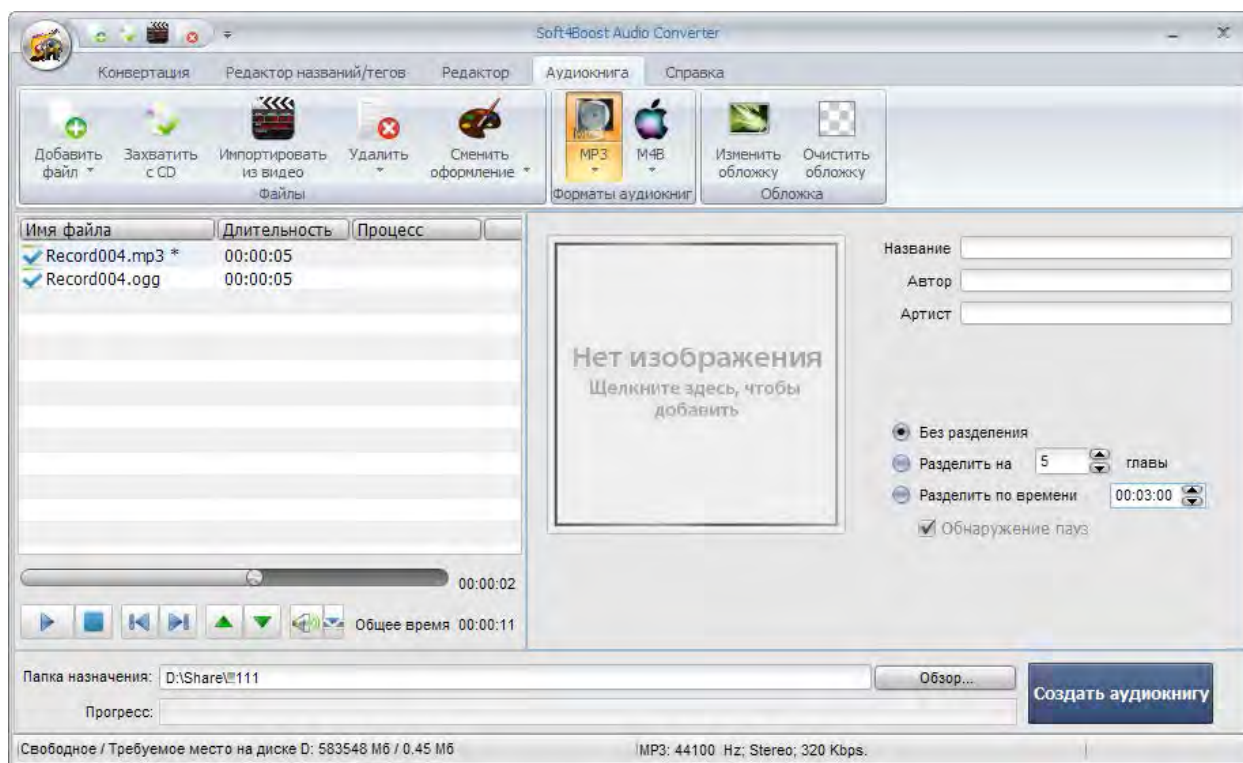 Soft4Boost Audio Converter
Конвертация Редактор названий/тегов Редактор Аудиокнига Справка
Добавить файл
Захватить с CD
Импортировать из видео
Удалить
Сменить оформление
MP3
M4B
Изменить обложку
Очистить обложку
Файлы Форматы аудиокниг Обложка
Имя файла Длительность Процесс
Record004.mp3 * 00:00:05
Record004.ogg 00:00:05
Нет изображения
Щелкните здесь, чтобы
добавить
Название
Автор
Артист
Без разделения
Разделить на 5 главы
Разделить по времени 00:03:00
Обнаружение пауз
00:00:02
Общее время 00:00:11
Папка назначения: D:\Share\!!!111 Обзор...
Прогресс:
Создать аудиокнигу
Свободное / Требуемое место на диске D: 583548 Мб / 0.45 Мб MP3: 44100 Hz; Stereo; 320 Kbps.